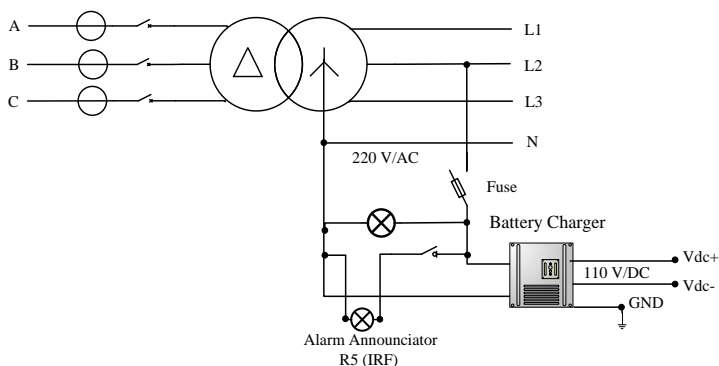 A
L1
B
L2
C
L3
N
220 V/AC
Fuse
Battery Charger
Vdc+
110 V/DC
Vdc-
GND
Alarm Announciator
R5 (IRF)